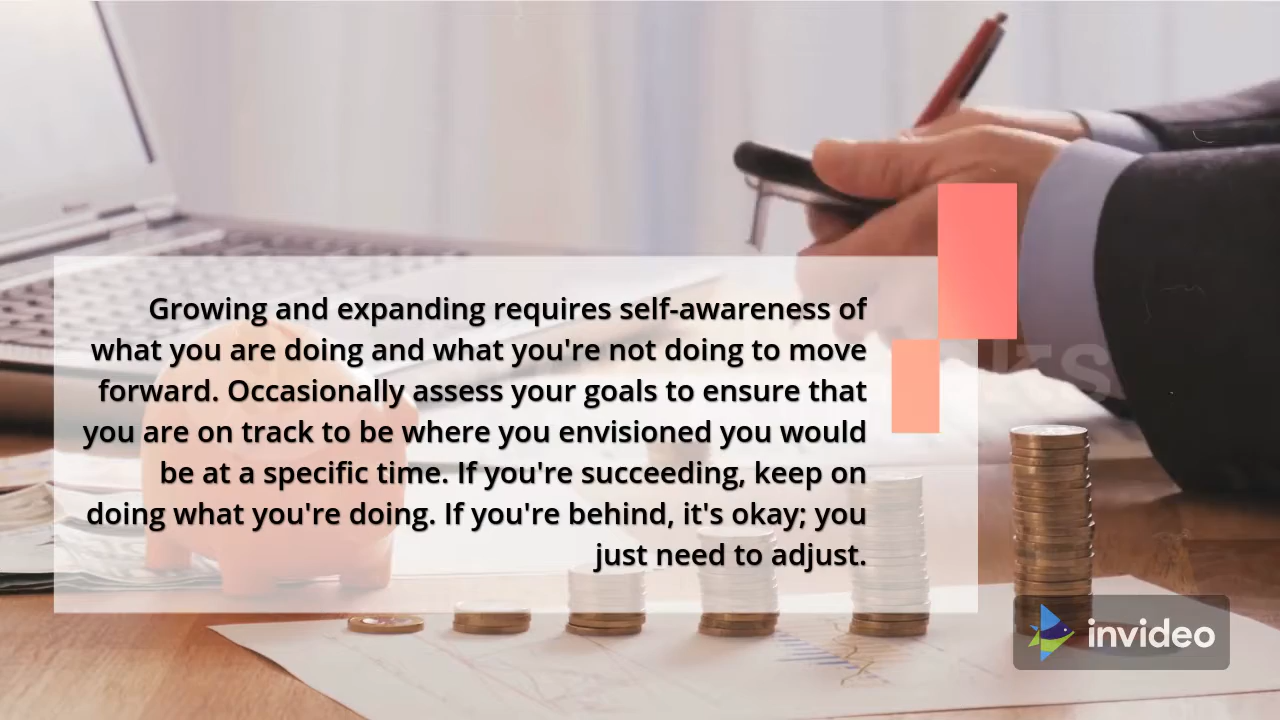 Growing and expanding requires self-awareness of
what you are doing and what you're not doing to move
forward. Occasionally assess your goals to ensure that
you are on track to be where you envisioned you would
be at a specific time. If you're succeeding, keep on
doing what you're doing. If you're behind, it's okay; you
just need to adjust.
invideo